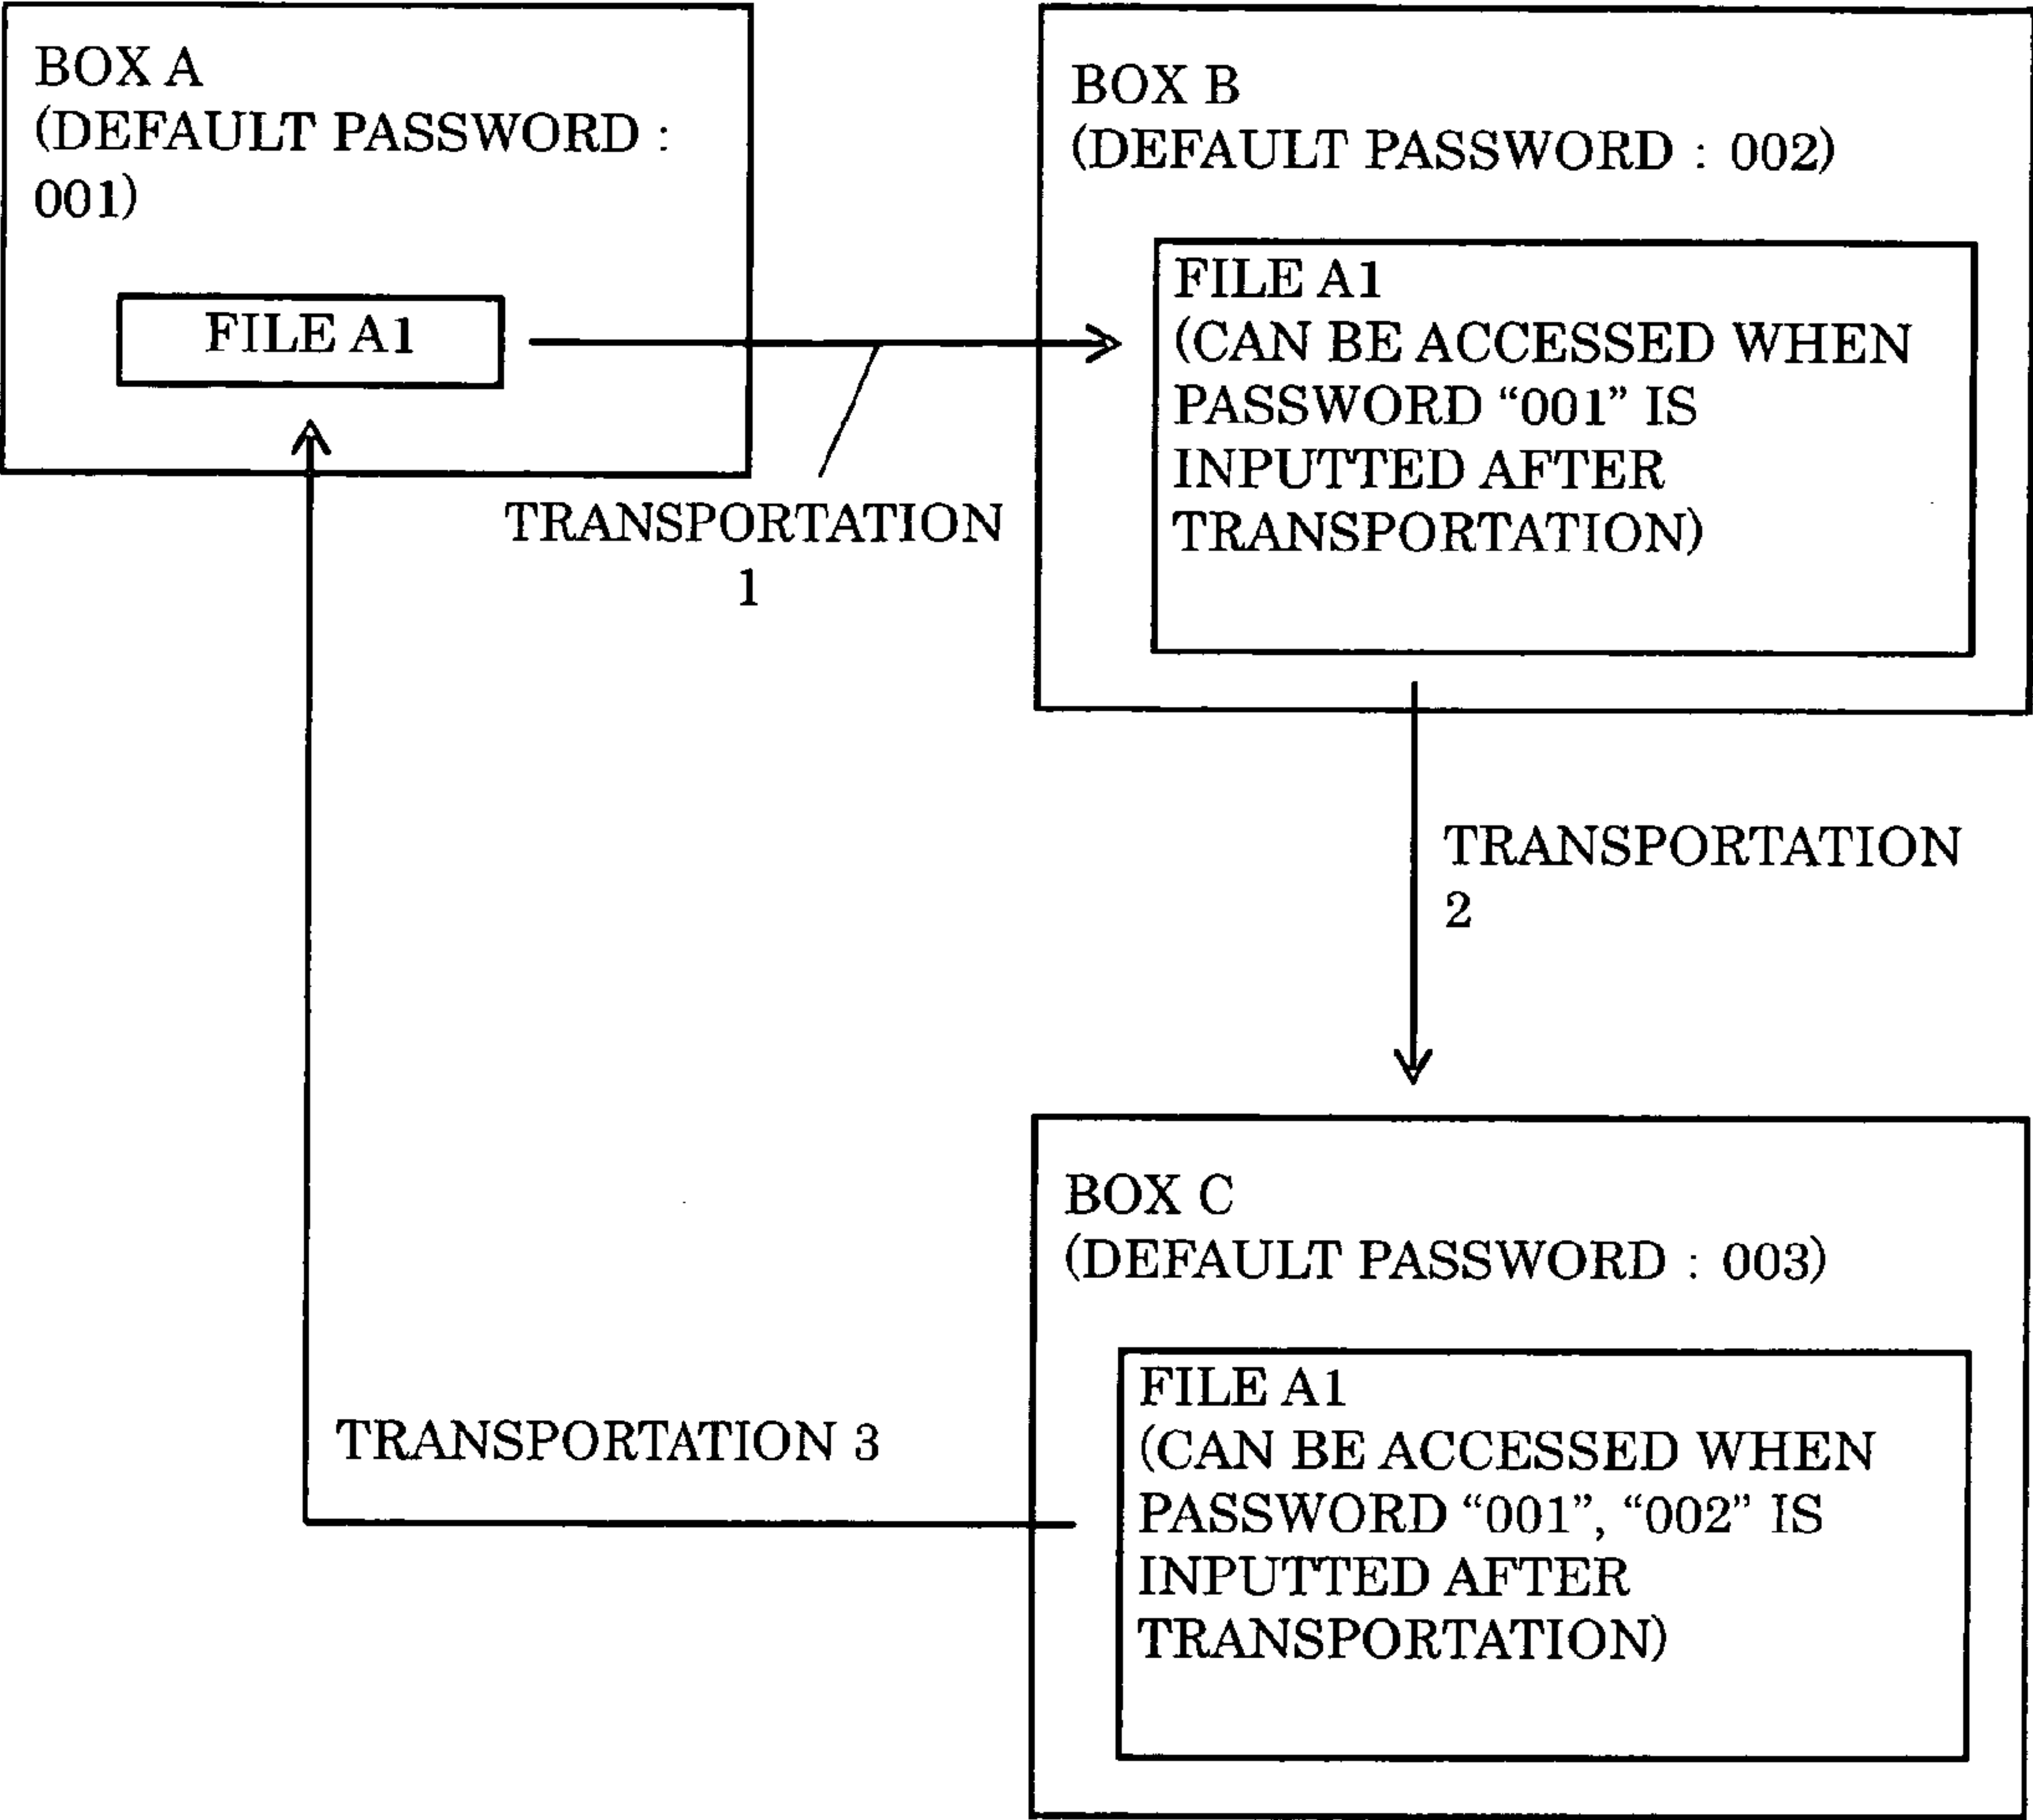 BOX A
(DEFAULT PASSWORD :
001)
FILE A1
TRANSPORTATION
1
BOX B
(DEFAULT PASSWORD : 002)
FILE A1
(CAN BE ACCESSED WHEN
PASSWORD “001” IS
INPUTTED AFTER
TRANSPORTATION)
TRANSPORTATION
2
BOX C
(DEFAULT PASSWORD : 003)
FILE A1
(CAN BE ACCESSED WHEN
PASSWORD “001”, “002” IS
INPUTTED AFTER
TRANSPORTATION)
TRANSPORTATION 3